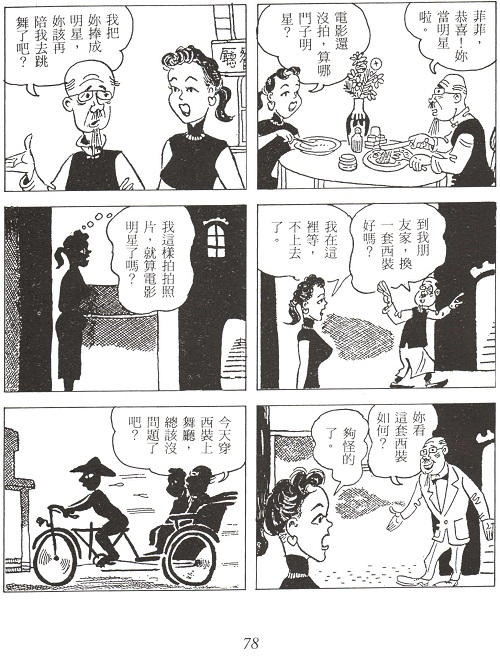 菲菲，
恭喜！妳
當明星
啦。
電影還
沒拍，算哪
門子明
星？
我把
妳捧成
明星，
妳該再
陪我去跳
舞了吧？
到我朋
友家，換
一套西裝
好嗎？
我在這
裡等，
不上去
了。
我這樣拍拍照
片，就算電影
明星了嗎？
妳看
這套西裝
如何？
夠怪的
了。
今天穿
西裝上
舞廳，
總該沒
問題了
吧？
78